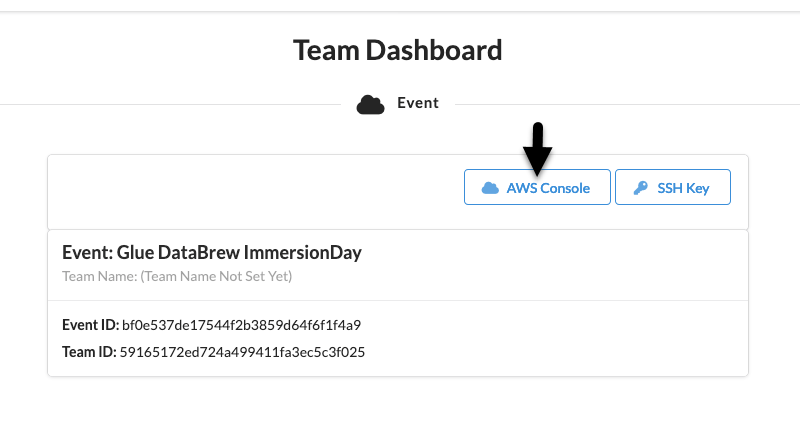 Team Dashboard
Event
AWS Console
SSH Key
Event: Glue DataBrew ImmersionDay
Team Name: (Team Name Not Set Yet)
Event ID: bf0e537de17544f2b3859d64f6f1f4a9
Team ID: 59165172ed724a499411fa3ec5c3f025